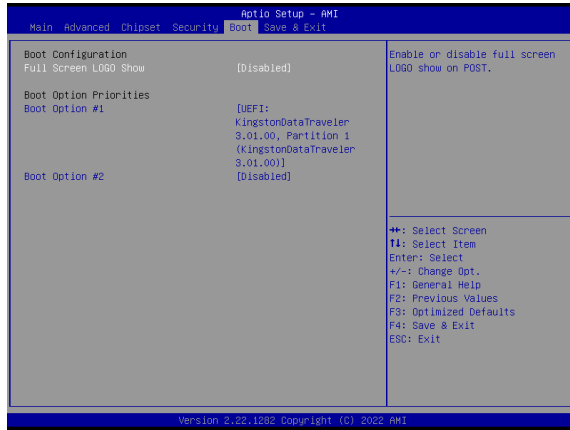 Aptio Setup - AMI
Main Advanced Chipset Security Boot Save & Exit
Boot Configuration
Full Screen LOGO Show [Disabled]
Boot Option Priorities
Boot Option #1 [UEFI:
KingstonDataTraveler
3.01.00, Partition 1
(KingstonDataTraveler
3.01.00)]
Boot Option #2 [Disabled]
Enable or disable full screen
LOGO show on POST.
→←: Select Screen
↑↓: Select Item
Enter: Select
+/-: Change Opt.
F1: General Help
F2: Previous Values
F3: Optimized Defaults
F4: Save & Exit
ESC: Exit
Version 2.22.1282 Copyright (C) 2022 AMI